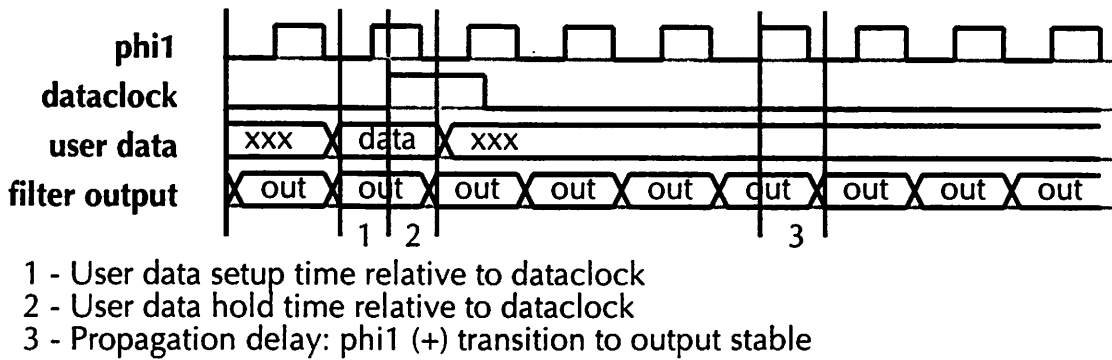 phi1
dataclock
user data xxx data xxx
filter output out out out out out out out out out
1 2 3
1 - User data setup time relative to dataclock
2 - User data hold time relative to dataclock
3 - Propagation delay: phi1 (+) transition to output stable